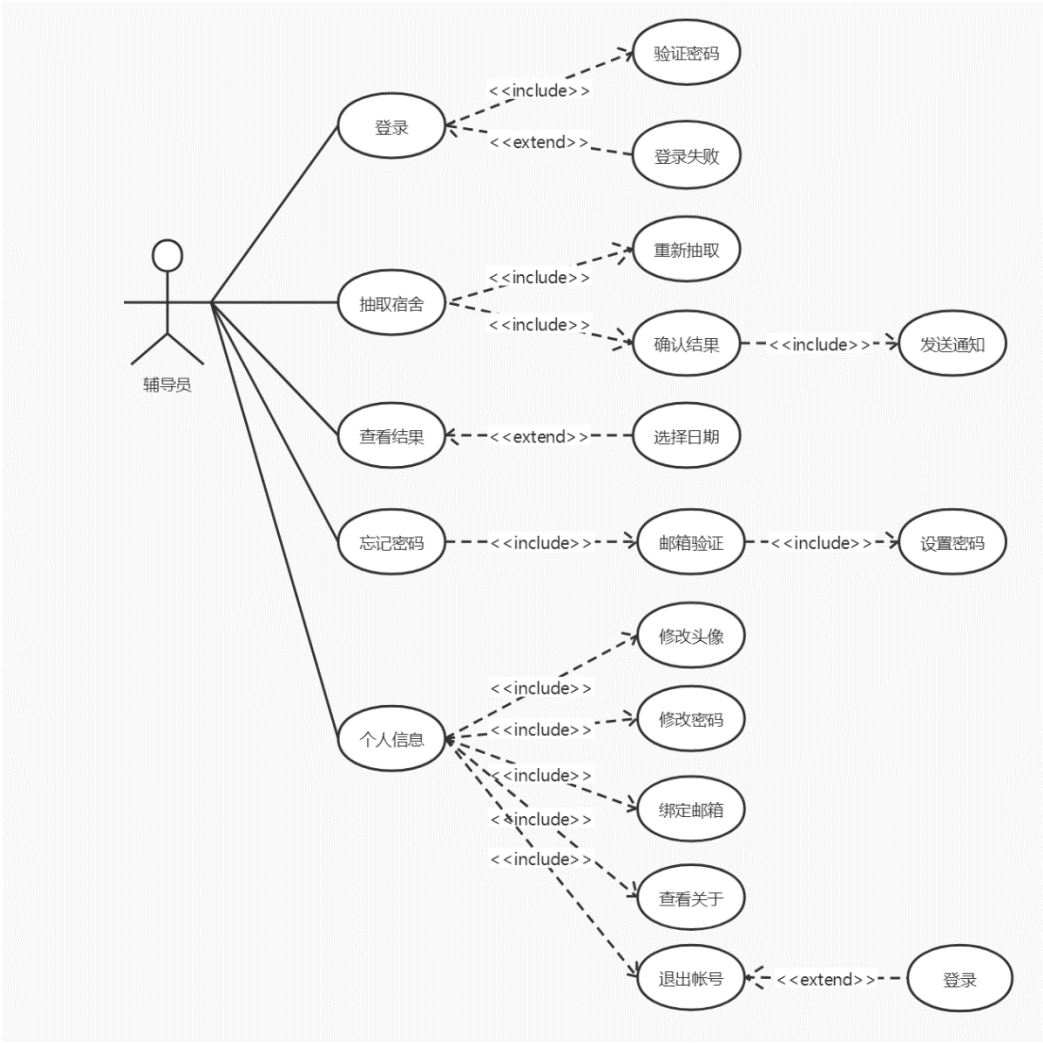 验证密码
<<include>>
登录
<<extend>>
登录失败
重新抽取
<<include>>
抽取宿舍
<<include>>
确认结果
<<include>>
发送通知
辅导员
查看结果
<<extend>>
选择日期
忘记密码
<<include>>
邮箱验证
<<include>>
设置密码
修改头像
<<include>>
修改密码
<<include>>
个人信息
<<include>>
绑定邮箱
<<include>>
<<include>>
查看关于
退出帐号
<<extend>>
登录